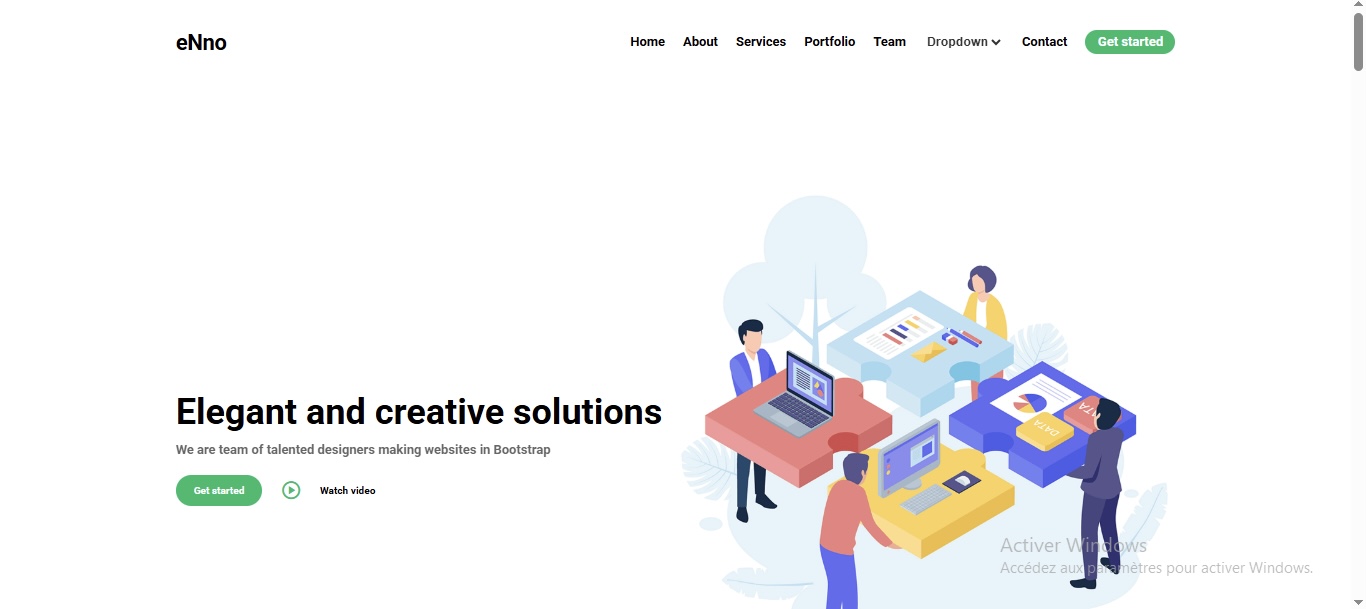 eNno
Home About Services Portfolio Team Dropdown Contact Get started
Elegant and creative solutions
We are team of talented designers making websites in Bootstrap
Get started Watch video
DATA
DATA
Activer Windows
Accédez aux paramètres pour activer Windows.